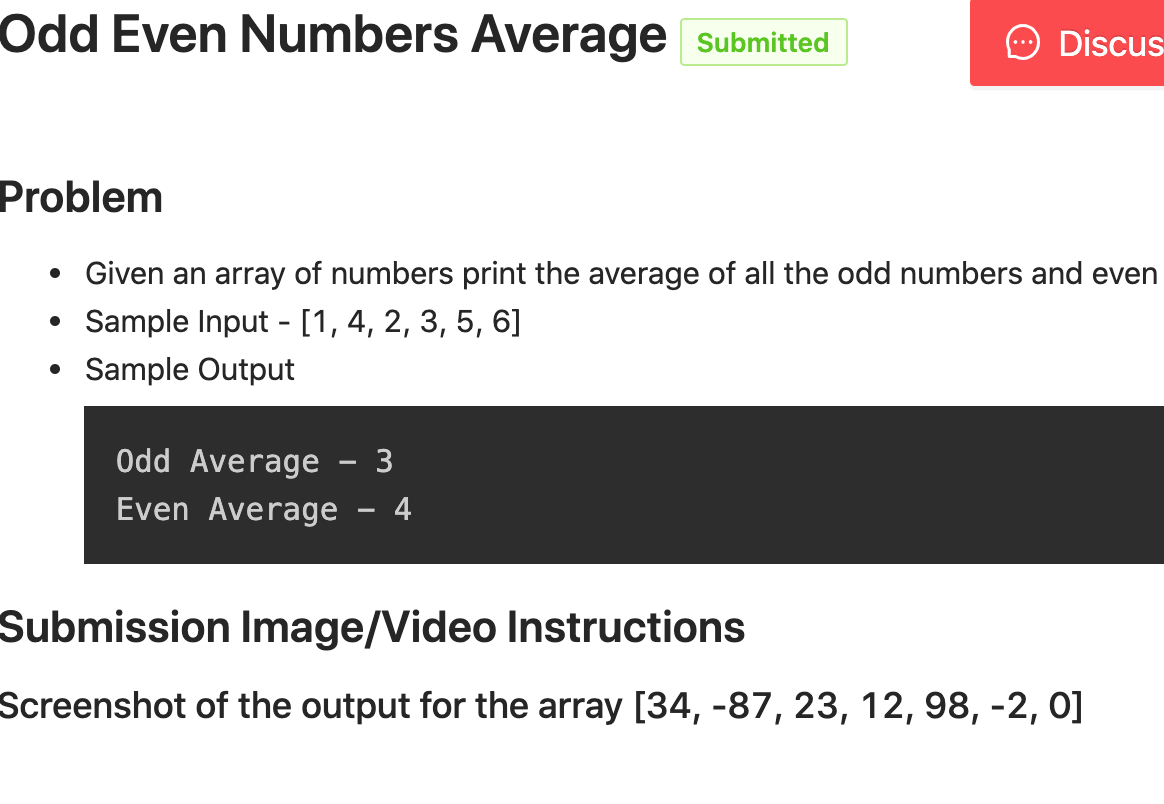 Odd Even Numbers Average Submitted
Discus
Problem
• Given an array of numbers print the average of all the odd numbers and even
• Sample Input - [1, 4, 2, 3, 5, 6]
• Sample Output
Odd Average – 3
Even Average – 4
Submission Image/Video Instructions
Screenshot of the output for the array [34, -87, 23, 12, 98, -2, 0]